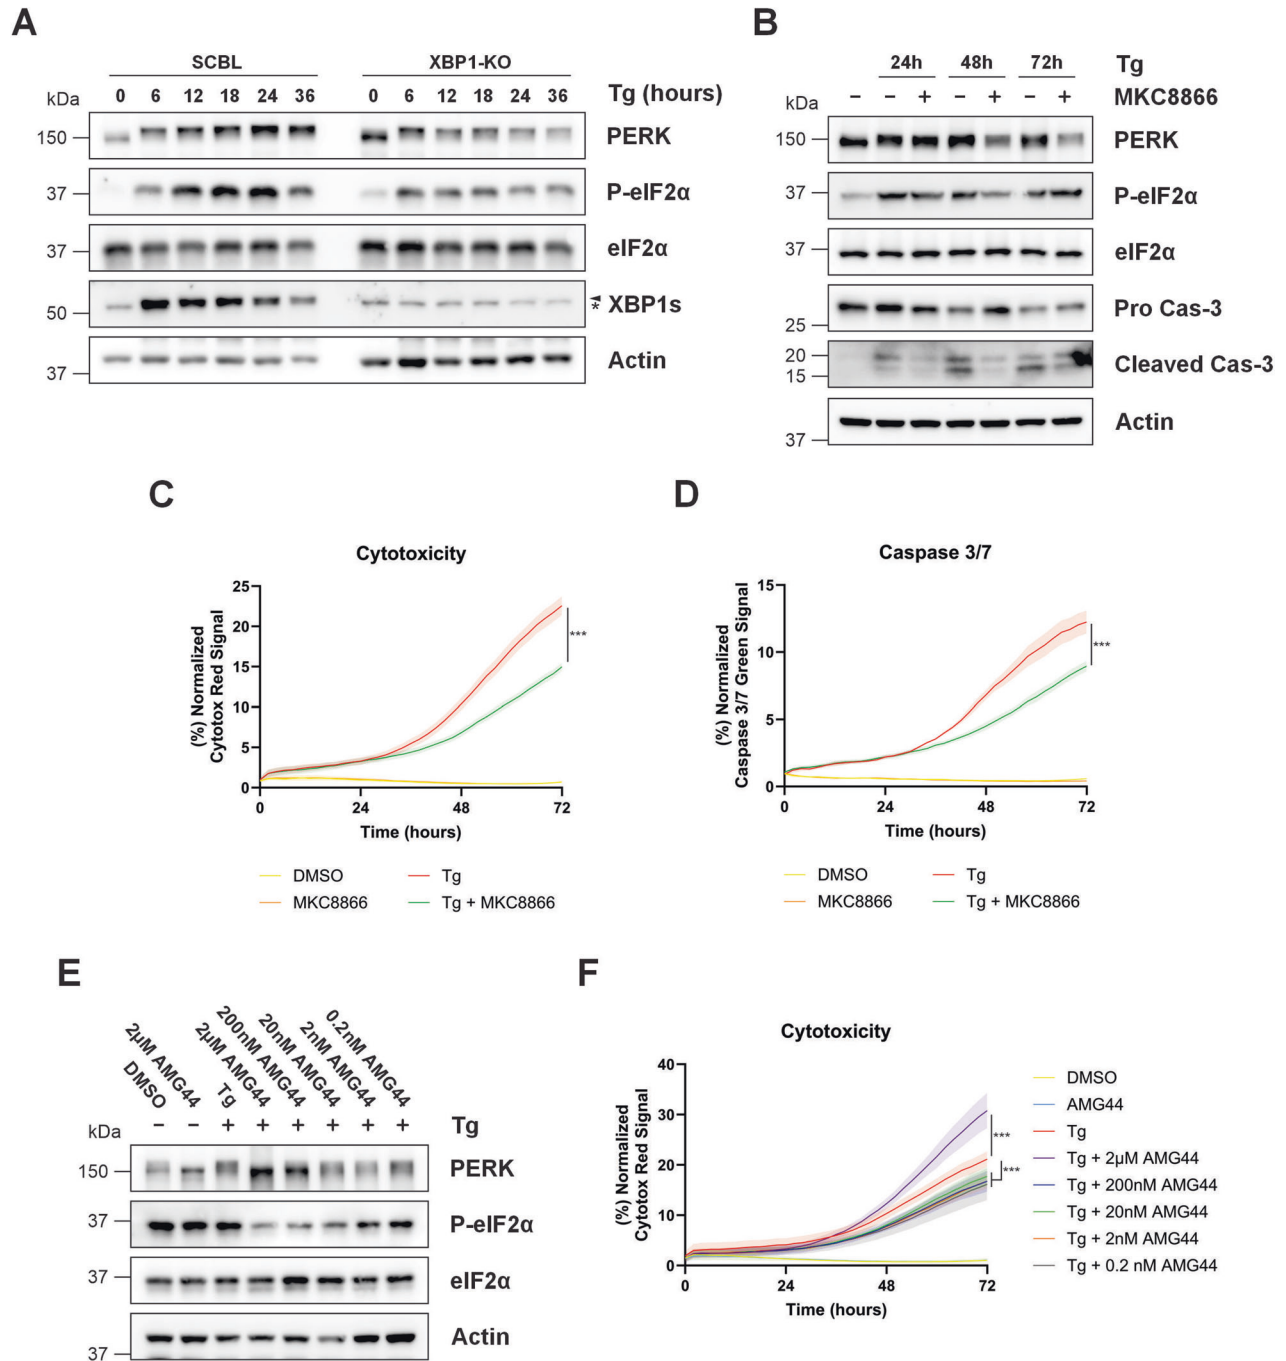 A
SCBL XBP1-KO
kDa 0 6 12 18 24 36 0 6 12 18 24 36 Tg (hours)
150 PERK
37 P-eIF2α
37 eIF2α
50 * XBP1s
37 Actin
B
24h 48h 72h Tg
kDa − − + − + − + MKC8866
150 PERK
37 P-eIF2α
37 eIF2α
25 Pro Cas-3
20
15 Cleaved Cas-3
37 Actin
C
Cytotoxicity
(%) Normalized
Cytotox Red Signal
25
20
15
10
5
0
***
0 24 48 72
Time (hours)
DMSO Tg
MKC8866 Tg + MKC8866
D
Caspase 3/7
(%) Normalized
Caspase 3/7 Green Signal
15
10
5
0
***
0 24 48 72
Time (hours)
DMSO Tg
MKC8866 Tg + MKC8866
E
DMSO
2μM AMG44
Tg
2μM AMG44
200nM AMG44
20nM AMG44
2nM AMG44
0.2nM AMG44
kDa − − + + + + + + Tg
150 PERK
37 P-eIF2α
37 eIF2α
37 Actin
F
Cytotoxicity
(%) Normalized
Cytotox Red Signal
40
30
20
10
0
***
***
0 24 48 72
Time (hours)
DMSO
AMG44
Tg
Tg + 2μM AMG44
Tg + 200nM AMG44
Tg + 20nM AMG44
Tg + 2nM AMG44
Tg + 0.2 nM AMG44